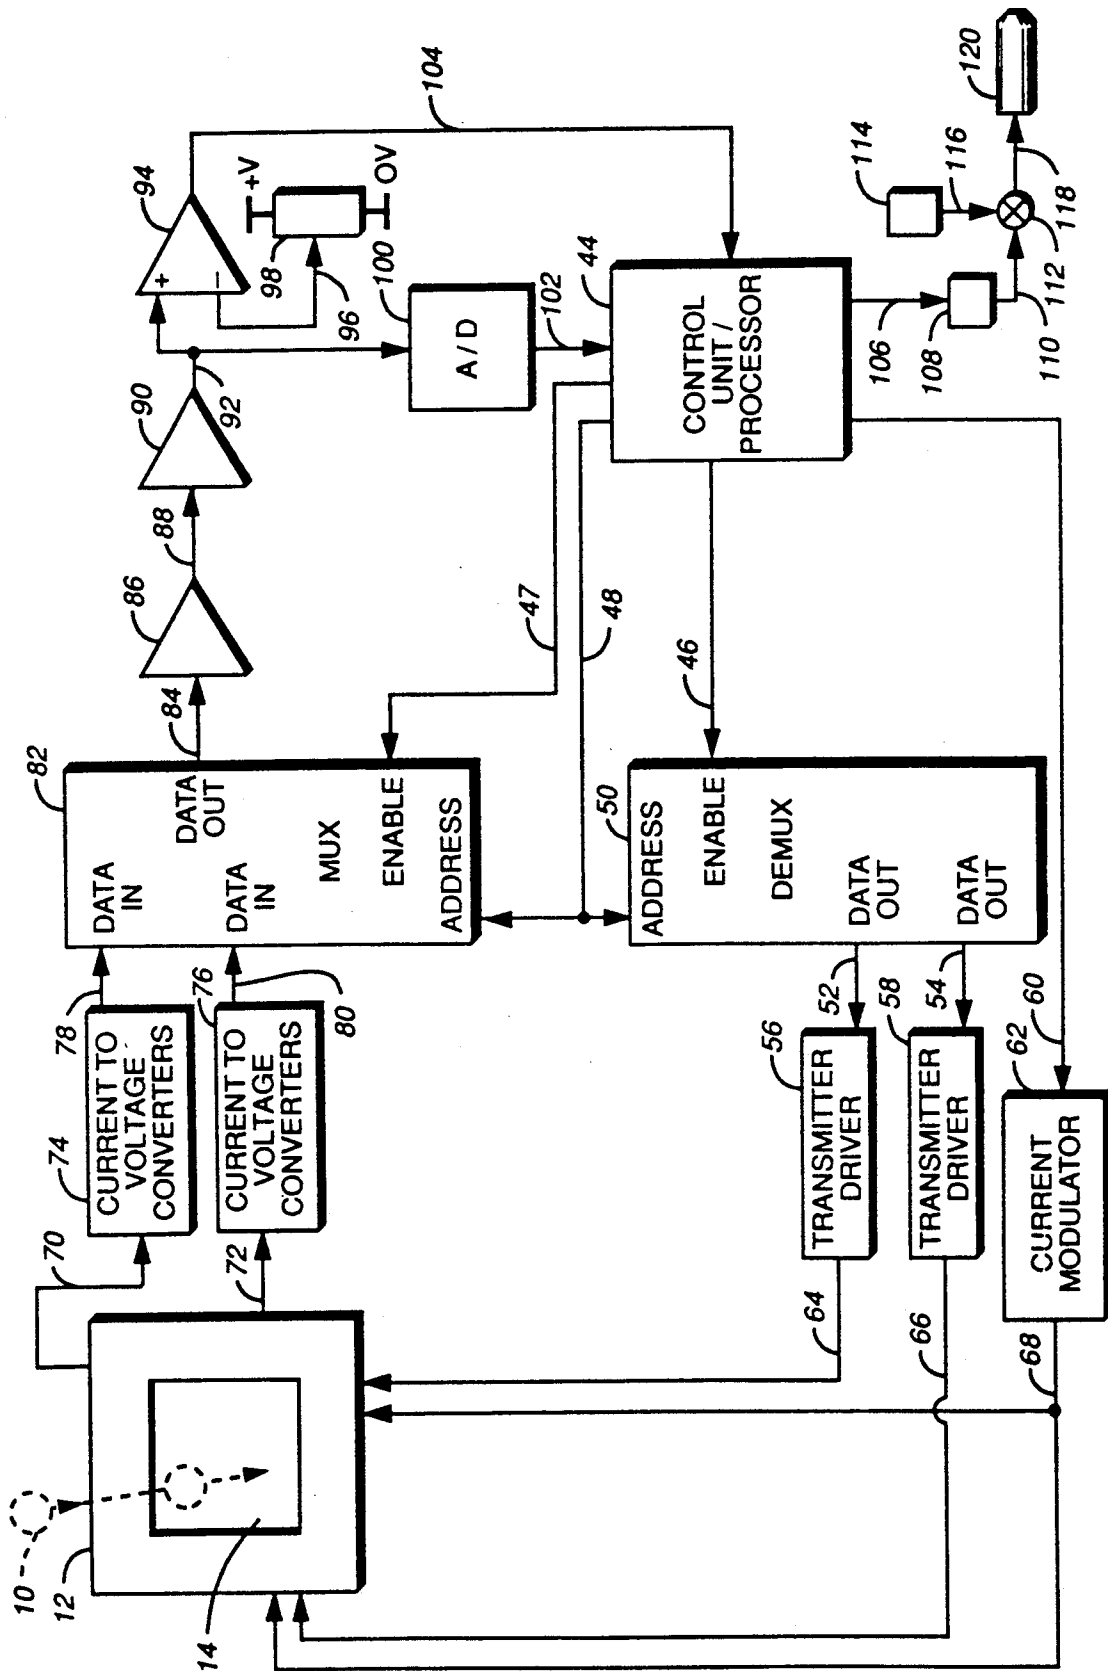 10
12
14
70
72
74
CURRENT TO
VOLTAGE
CONVERTERS
76
CURRENT TO
VOLTAGE
CONVERTERS
78
80
82
DATA
IN
DATA
IN
DATA
OUT
MUX
ENABLE
ADDRESS
84
86
88
90
92
94
+
−
+V
98
0V
96
100
A/D
102
104
47
48
44
CONTROL
UNIT /
PROCESSOR
46
50
ADDRESS
ENABLE
DEMUX
DATA
OUT
DATA
OUT
52
54
56
TRANSMITTER
DRIVER
58
TRANSMITTER
DRIVER
60
62
CURRENT
MODULATOR
64
66
68
106
108
110
112
114
116
118
120